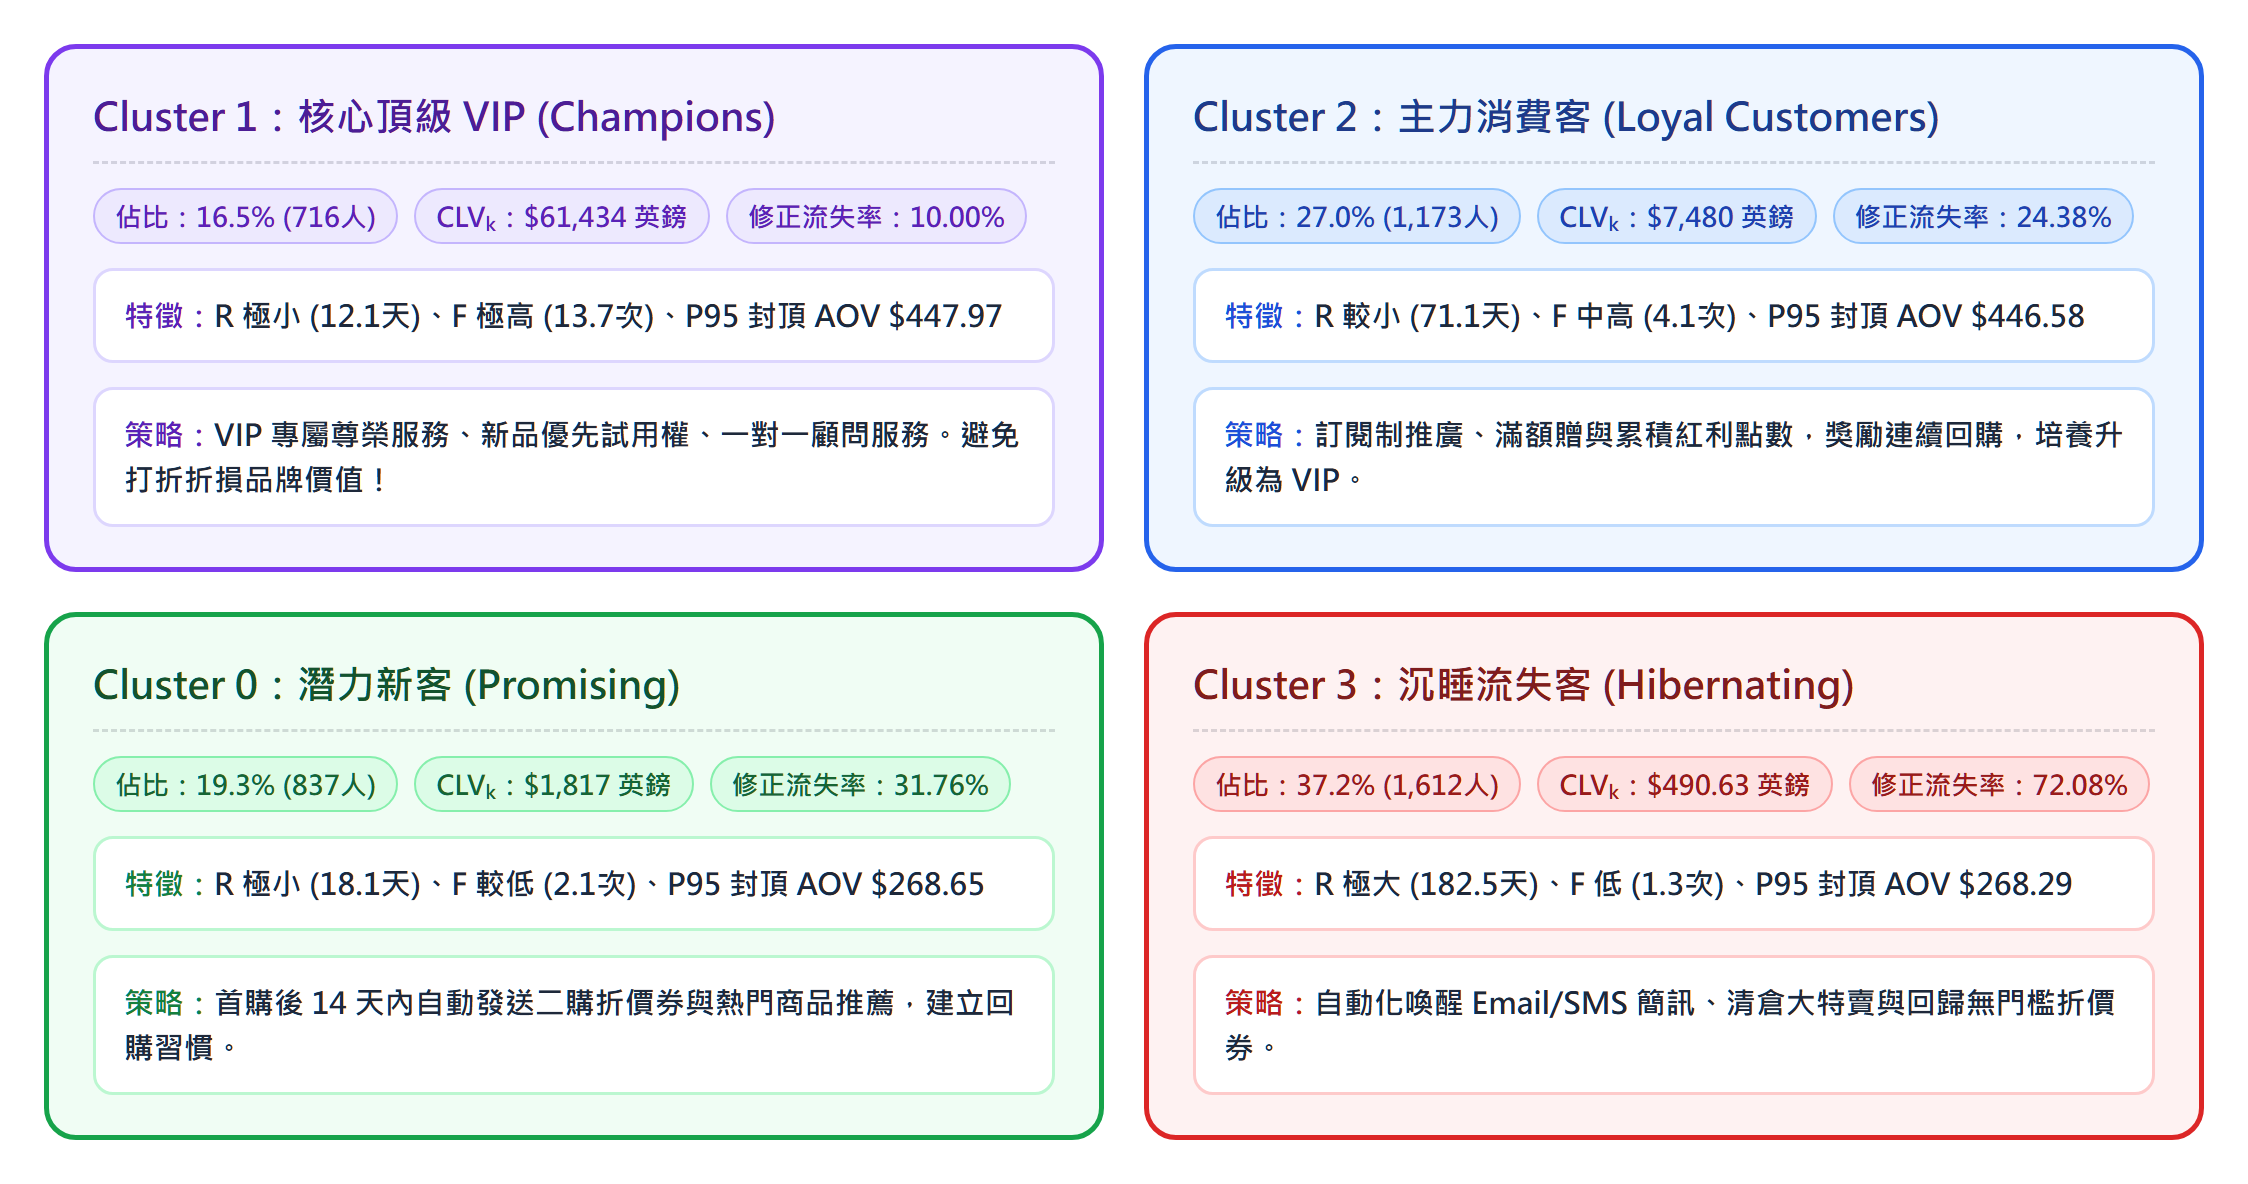 Cluster 1：核心頂級 VIP (Champions)
佔比：16.5% (716人)
CLVk：$61,434 英鎊
修正流失率：10.00%
特徵：R 極小 (12.1天)、F 極高 (13.7次)、P95 封頂 AOV $447.97
策略：VIP 專屬尊榮服務、新品優先試用權、一對一顧問服務。避免
打折折損品牌價值！
Cluster 2：主力消費客 (Loyal Customers)
佔比：27.0% (1,173人)
CLVk：$7,480 英鎊
修正流失率：24.38%
特徵：R 較小 (71.1天)、F 中高 (4.1次)、P95 封頂 AOV $446.58
策略：訂閱制推廣、滿額贈與累積紅利點數，獎勵連續回購，培養升
級為 VIP。
Cluster 0：潛力新客 (Promising)
佔比：19.3% (837人)
CLVk：$1,817 英鎊
修正流失率：31.76%
特徵：R 極小 (18.1天)、F 較低 (2.1次)、P95 封頂 AOV $268.65
策略：首購後 14 天內自動發送二購折價券與熱門商品推薦，建立回
購習慣。
Cluster 3：沉睡流失客 (Hibernating)
佔比：37.2% (1,612人)
CLVk：$490.63 英鎊
修正流失率：72.08%
特徵：R 極大 (182.5天)、F 低 (1.3次)、P95 封頂 AOV $268.29
策略：自動化喚醒 Email/SMS 簡訊、清倉大特賣與回歸無門檻折價
券。